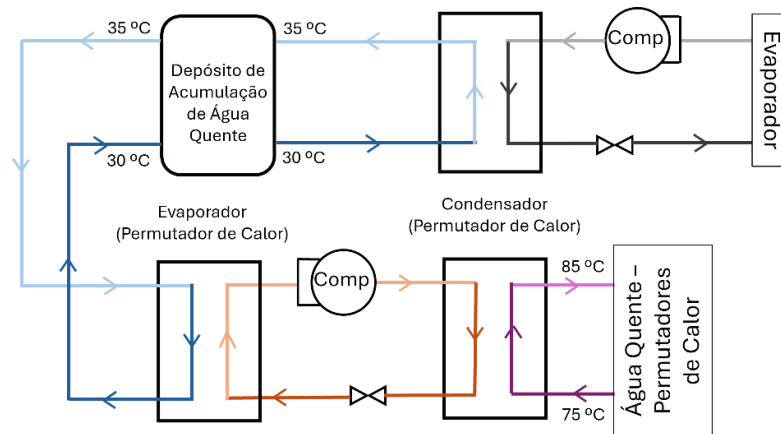 35 ºC
35 ºC
Depósito de
Acumulação
de Água
Quente
30 ºC
30 ºC
Comp
Evaporador
Evaporador
(Permutador de Calor)
Condensador
(Permutador de Calor)
Comp
85 ºC
75 ºC
Água Quente –
Permutadores
de Calor